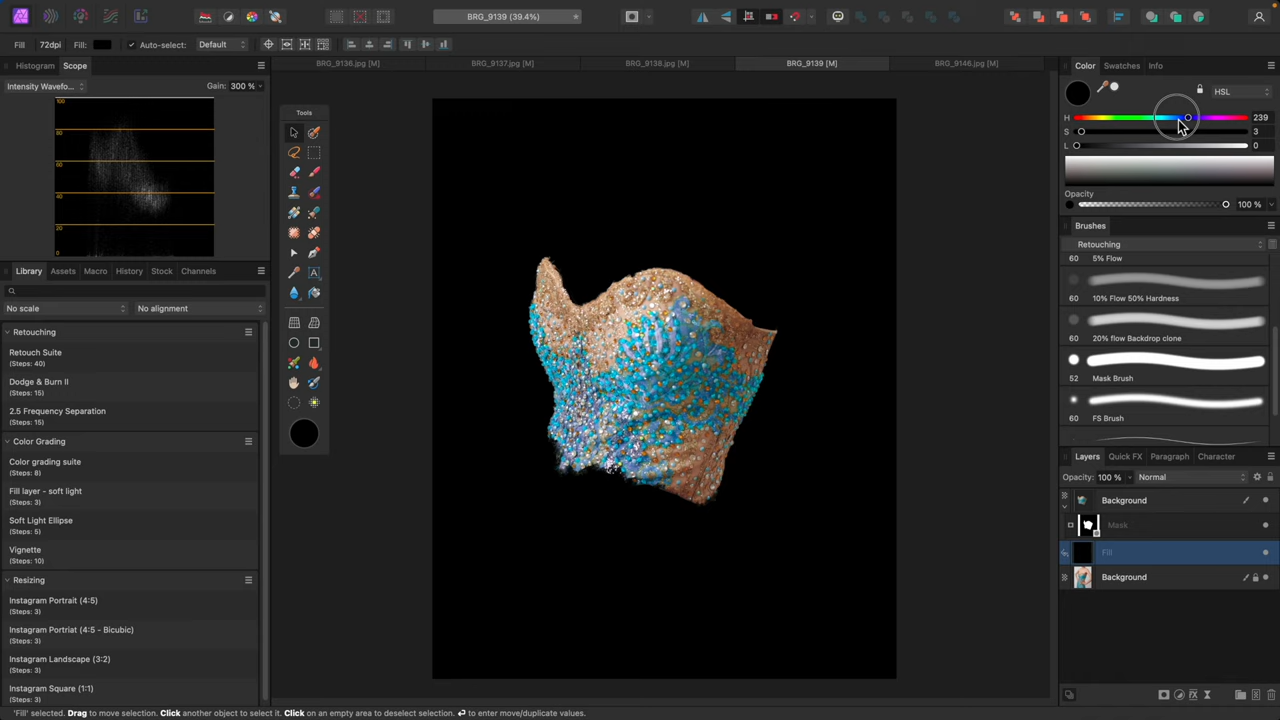 BRG_9139 (39.4%)
Fill 72dpi Fill: Auto-select: Default
Histogram Scope
BRG_9136.jpg [M] BRG_9137.jpg [M] BRG_9138.jpg [M] BRG_9139 [M] BRG_9146.jpg [M]
Color Swatches Info
Intensity Wavefo... Gain: 300 %
HSL
100
80
60
40
20
0
Tools
H 239
S 3
L 0
Opacity
100 %
Brushes
Retouching
60 5% Flow
60 10% Flow 50% Hardness
60 20% flow Backdrop clone
52 Mask Brush
60 FS Brush
Library Assets Macro History Stock Channels
No scale No alignment
Retouching
Retouch Suite
(Steps: 40)
Dodge & Burn II
(Steps: 15)
2.5 Frequency Separation
(Steps: 15)
Color Grading
Color grading suite
(Steps: 8)
Fill layer - soft light
(Steps: 3)
Soft Light Ellipse
(Steps: 5)
Vignette
(Steps: 10)
Resizing
Instagram Portrait (4:5)
(Steps: 3)
Instagram Portriat (4:5 - Bicubic)
(Steps: 3)
Instagram Landscape (3:2)
(Steps: 3)
Instagram Square (1:1)
(Steps: 3)
Layers Quick FX Paragraph Character
Opacity: 100 % Normal
Background
Mask
Fill
Background
'Fill' selected. Drag to move selection. Click another object to select it. Click on an empty area to deselect selection. ↩ to enter move/duplicate values.